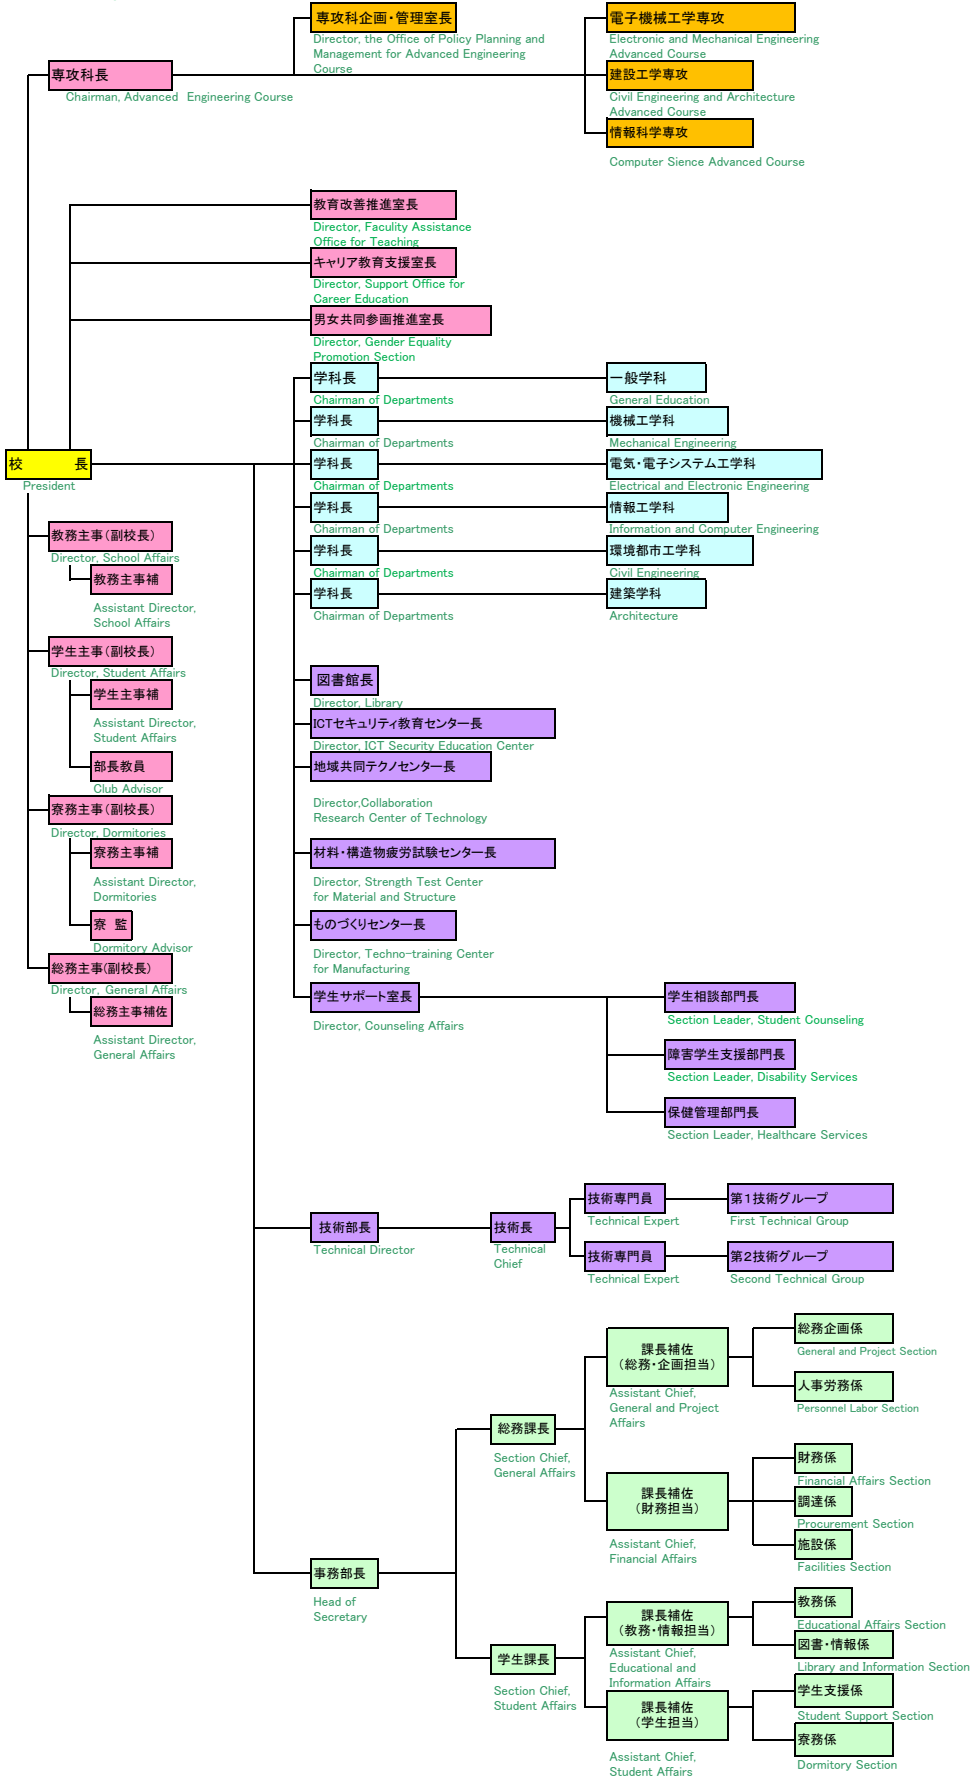 専攻科企画・管理室長
Director, the Office of Policy Planning and
Management for Advanced Engineering
Course
電子機械工学専攻
Electronic and Mechanical Engineering
Advanced Course
専攻科長
Chairman, Advanced Engineering Course
建設工学専攻
Civil Engineering and Architecture
Advanced Course
情報科学専攻
Computer Sience Advanced Course
教育改善推進室長
Director, Faculty Assistance
Office for Teaching
キャリア教育支援室長
Director, Support Office for
Career Education
男女共同参画推進室長
Director, Gender Equality
Promotion Section
学科長
Chairman of Departments
一般学科
General Education
学科長
Chairman of Departments
機械工学科
Mechanical Engineering
校 長
President
学科長
Chairman of Departments
電気・電子システム工学科
Electrical and Electronic Engineering
学科長
Chairman of Departments
情報工学科
Information and Computer Engineering
学科長
Chairman of Departments
環境都市工学科
Civil Engineering
学科長
Chairman of Departments
建築学科
Architecture
教務主事(副校長)
Director, School Affairs
教務主事補
Assistant Director,
School Affairs
学生主事(副校長)
Director, Student Affairs
学生主事補
Assistant Director,
Student Affairs
部長教員
Club Advisor
寮務主事(副校長)
Director, Dormitories
寮務主事補
Assistant Director,
Dormitories
寮 監
Dormitory Advisor
総務主事(副校長)
Director, General Affairs
総務主事補佐
Assistant Director,
General Affairs
図書館長
Director, Library
ICTセキュリティ教育センター長
Director, ICT Security Education Center
地域共同テクノセンター長
Director,Collaboration
Research Center of Technology
材料・構造物疲労試験センター長
Director, Strength Test Center
for Material and Structure
ものづくりセンター長
Director, Techno-training Center
for Manufacturing
学生サポート室長
Director, Counseling Affairs
学生相談部門長
Section Leader, Student Counseling
障害学生支援部門長
Section Leader, Disability Services
保健管理部門長
Section Leader, Healthcare Services
技術部長
Technical Director
技術長
Technical
Chief
技術専門員
Technical Expert
第1技術グループ
First Technical Group
技術専門員
Technical Expert
第2技術グループ
Second Technical Group
事務部長
Head of
Secretary
総務課長
Section Chief,
General Affairs
課長補佐
(総務・企画担当)
Assistant Chief,
General and Project
Affairs
総務企画係
General and Project Section
人事労務係
Personnel Labor Section
課長補佐
(財務担当)
Assistant Chief,
Financial Affairs
財務係
Financial Affairs Section
調達係
Procurement Section
施設係
Facilities Section
学生課長
Section Chief,
Student Affairs
課長補佐
(教務・情報担当)
Assistant Chief,
Educational and
Information Affairs
教務係
Educational Affairs Section
図書・情報係
Library and Information Section
課長補佐
(学生担当)
Assistant Chief,
Student Affairs
学生支援係
Student Support Section
寮務係
Dormitory Section